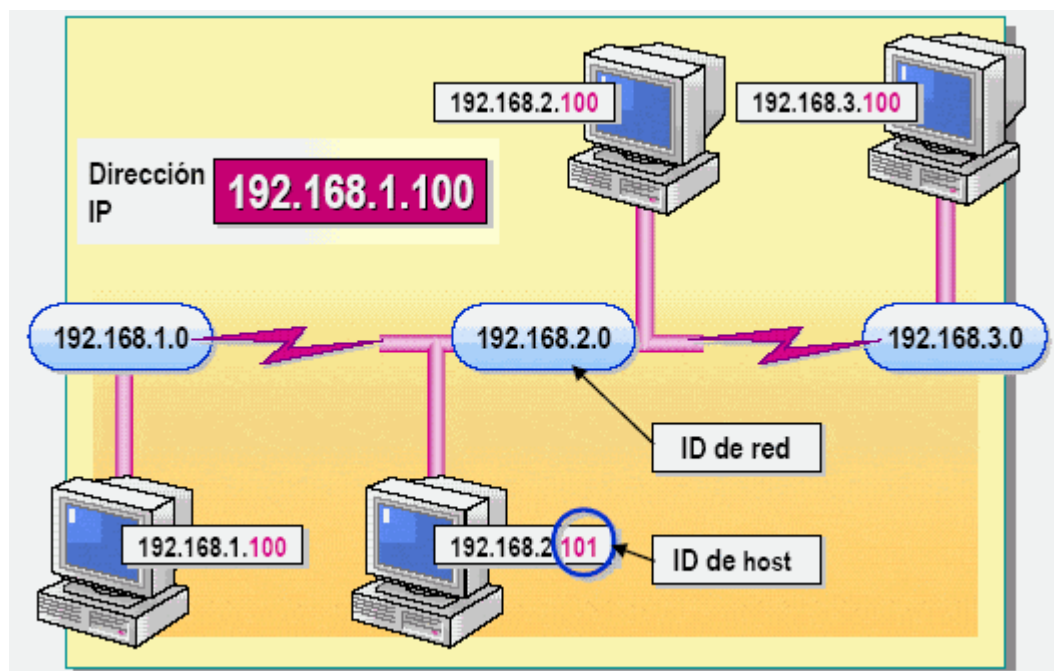 192.168.2.100
192.168.3.100
Dirección
IP
192.168.1.100
192.168.1.0
192.168.2.0
192.168.3.0
ID de red
192.168.1.100
192.168.2.101
ID de host